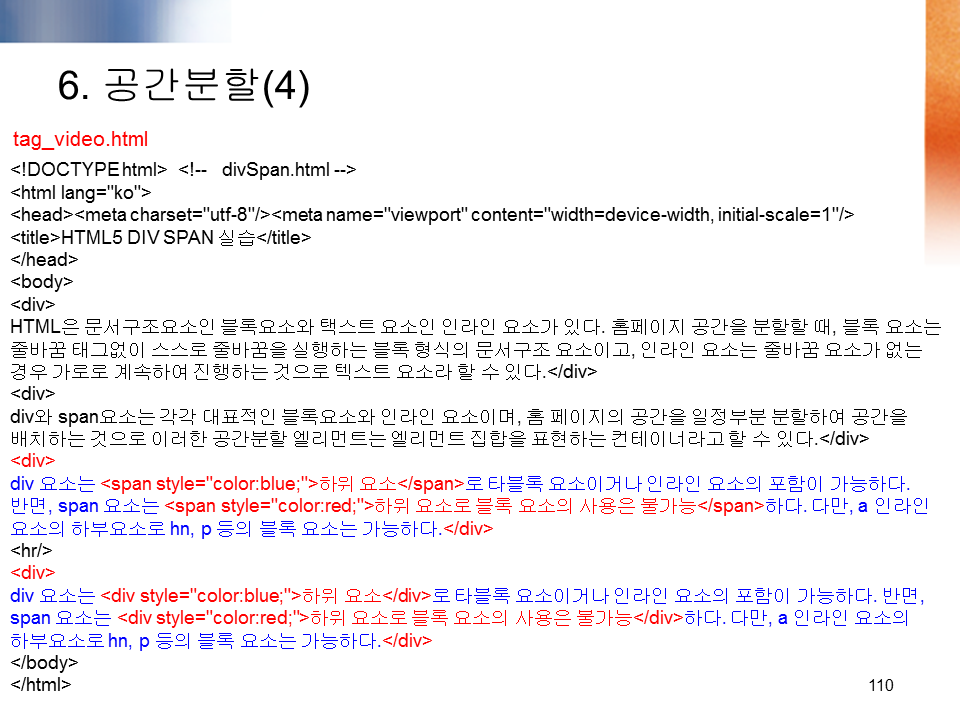 6. 공간분할(4)
tag_video.html
<!DOCTYPE html> <!-- divSpan.html -->
<html lang="ko">
<head><meta charset="utf-8"/><meta name="viewport" content="width=device-width, initial-scale=1"/>
<title>HTML5 DIV SPAN 실습</title>
</head>
<body>
<div>
HTML은 문서구조요소인 블록요소와 택스트 요소인 인라인 요소가 있다. 홈페이지 공간을 분할할 때, 블록 요소는
줄바꿈 태그없이 스스로 줄바꿈을 실행하는 블록 형식의 문서구조 요소이고, 인라인 요소는 줄바꿈 요소가 없는
경우 가로로 계속하여 진행하는 것으로 텍스트 요소라 할 수 있다.</div>
<div>
div와 span요소는 각각 대표적인 블록요소와 인라인 요소이며, 홈 페이지의 공간을 일정부분 분할하여 공간을
배치하는 것으로 이러한 공간분할 엘리먼트는 엘리먼트 집합을 표현하는 컨테이너라고 할 수 있다.</div>
<div>
div 요소는 <span style="color:blue;">하위 요소</span>로 타블록 요소이거나 인라인 요소의 포함이 가능하다.
반면, span 요소는 <span style="color:red;">하위 요소로 블록 요소의 사용은 불가능</span>하다. 다만, a 인라인
요소의 하부요소로 hn, p 등의 블록 요소는 가능하다.</div>
<hr/>
<div>
div 요소는 <div style="color:blue;">하위 요소</div>로 타블록 요소이거나 인라인 요소의 포함이 가능하다. 반면,
span 요소는 <div style="color:red;">하위 요소로 블록 요소의 사용은 불가능</div>하다. 다만, a 인라인 요소의
하부요소로 hn, p 등의 블록 요소는 가능하다.</div>
</body>
</html>
110